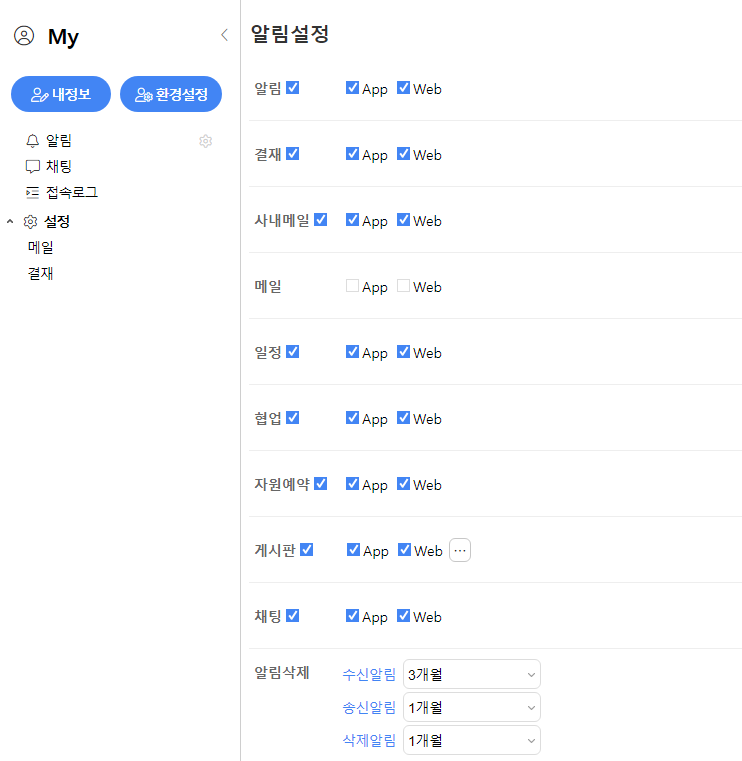 My
내정보
환경설정
알림
채팅
접속로그
설정
메일
결재
알림설정
알림 App Web
결재 App Web
사내메일 App Web
메일 App Web
일정 App Web
협업 App Web
자원예약 App Web
게시판 App Web ...
채팅 App Web
알림삭제 수신알림 3개월
송신알림 1개월
삭제알림 1개월